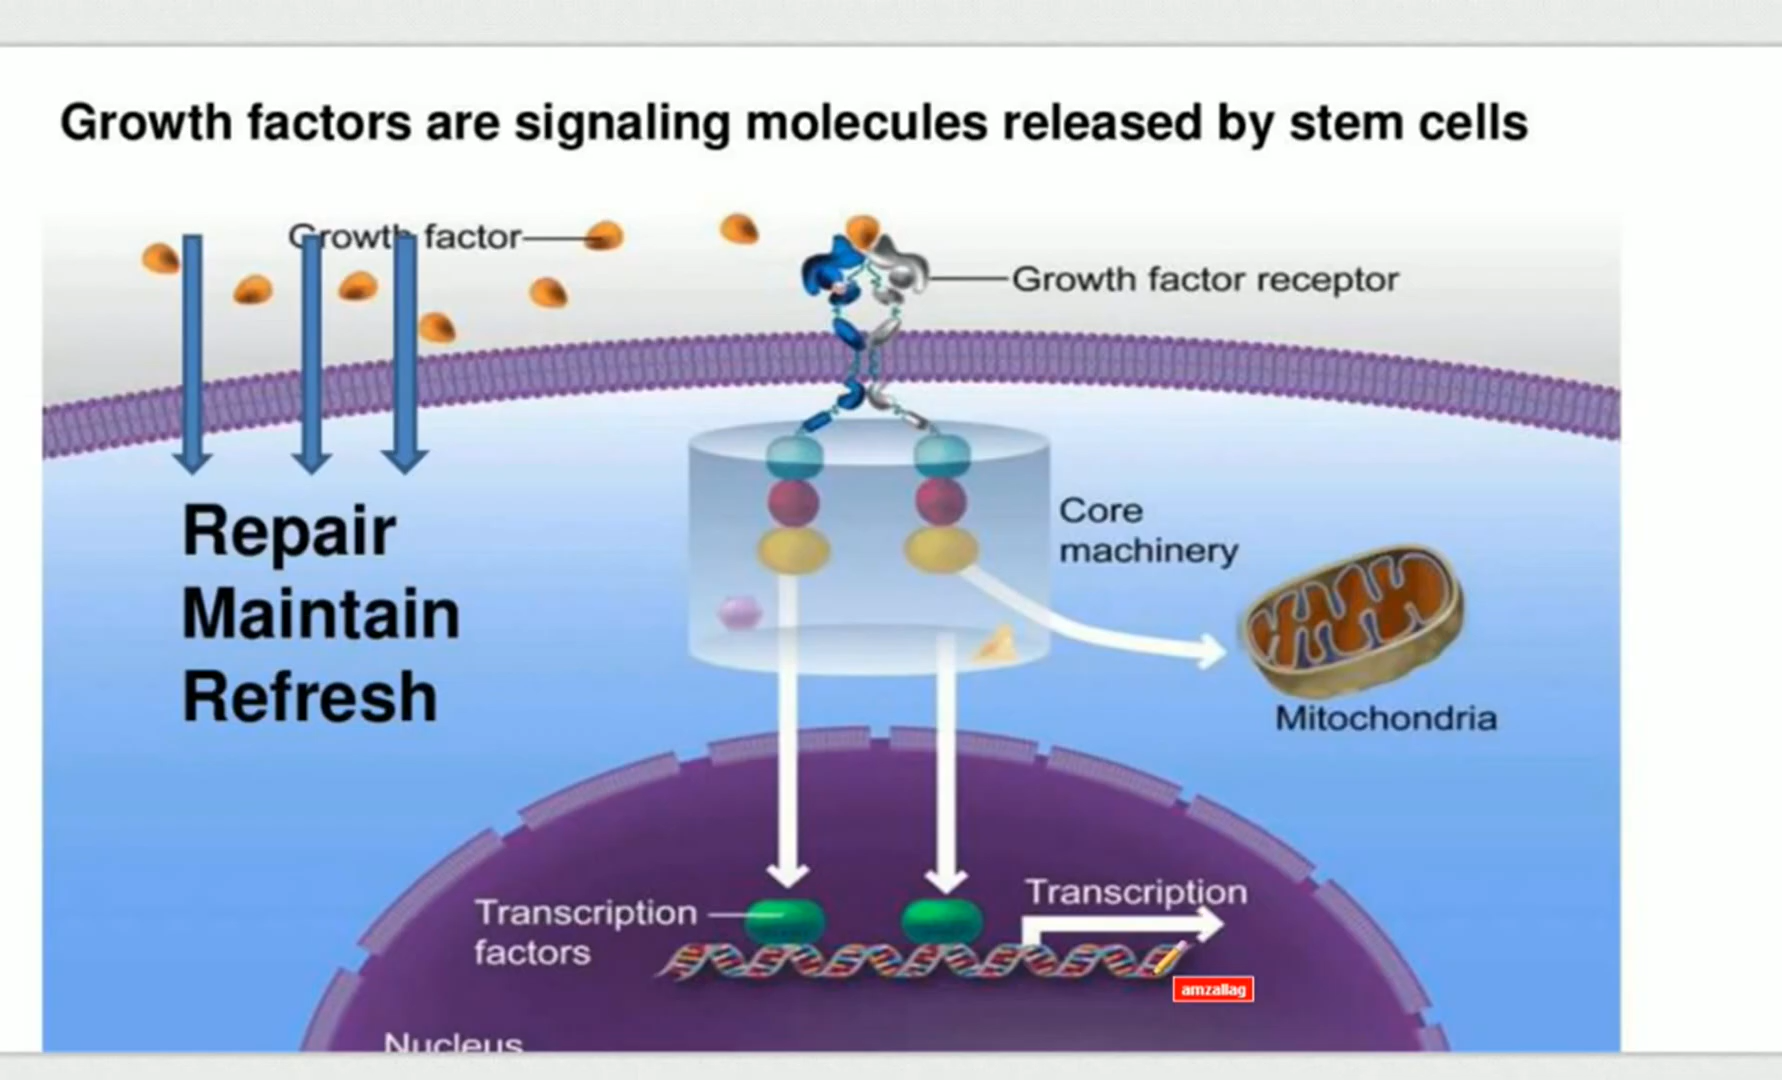 Growth factors are signaling molecules released by stem cells
Growth factor
Growth factor receptor
Repair
Maintain
Refresh
Core
machinery
Mitochondria
Transcription
factors
Transcription
amzallag
Nucleus